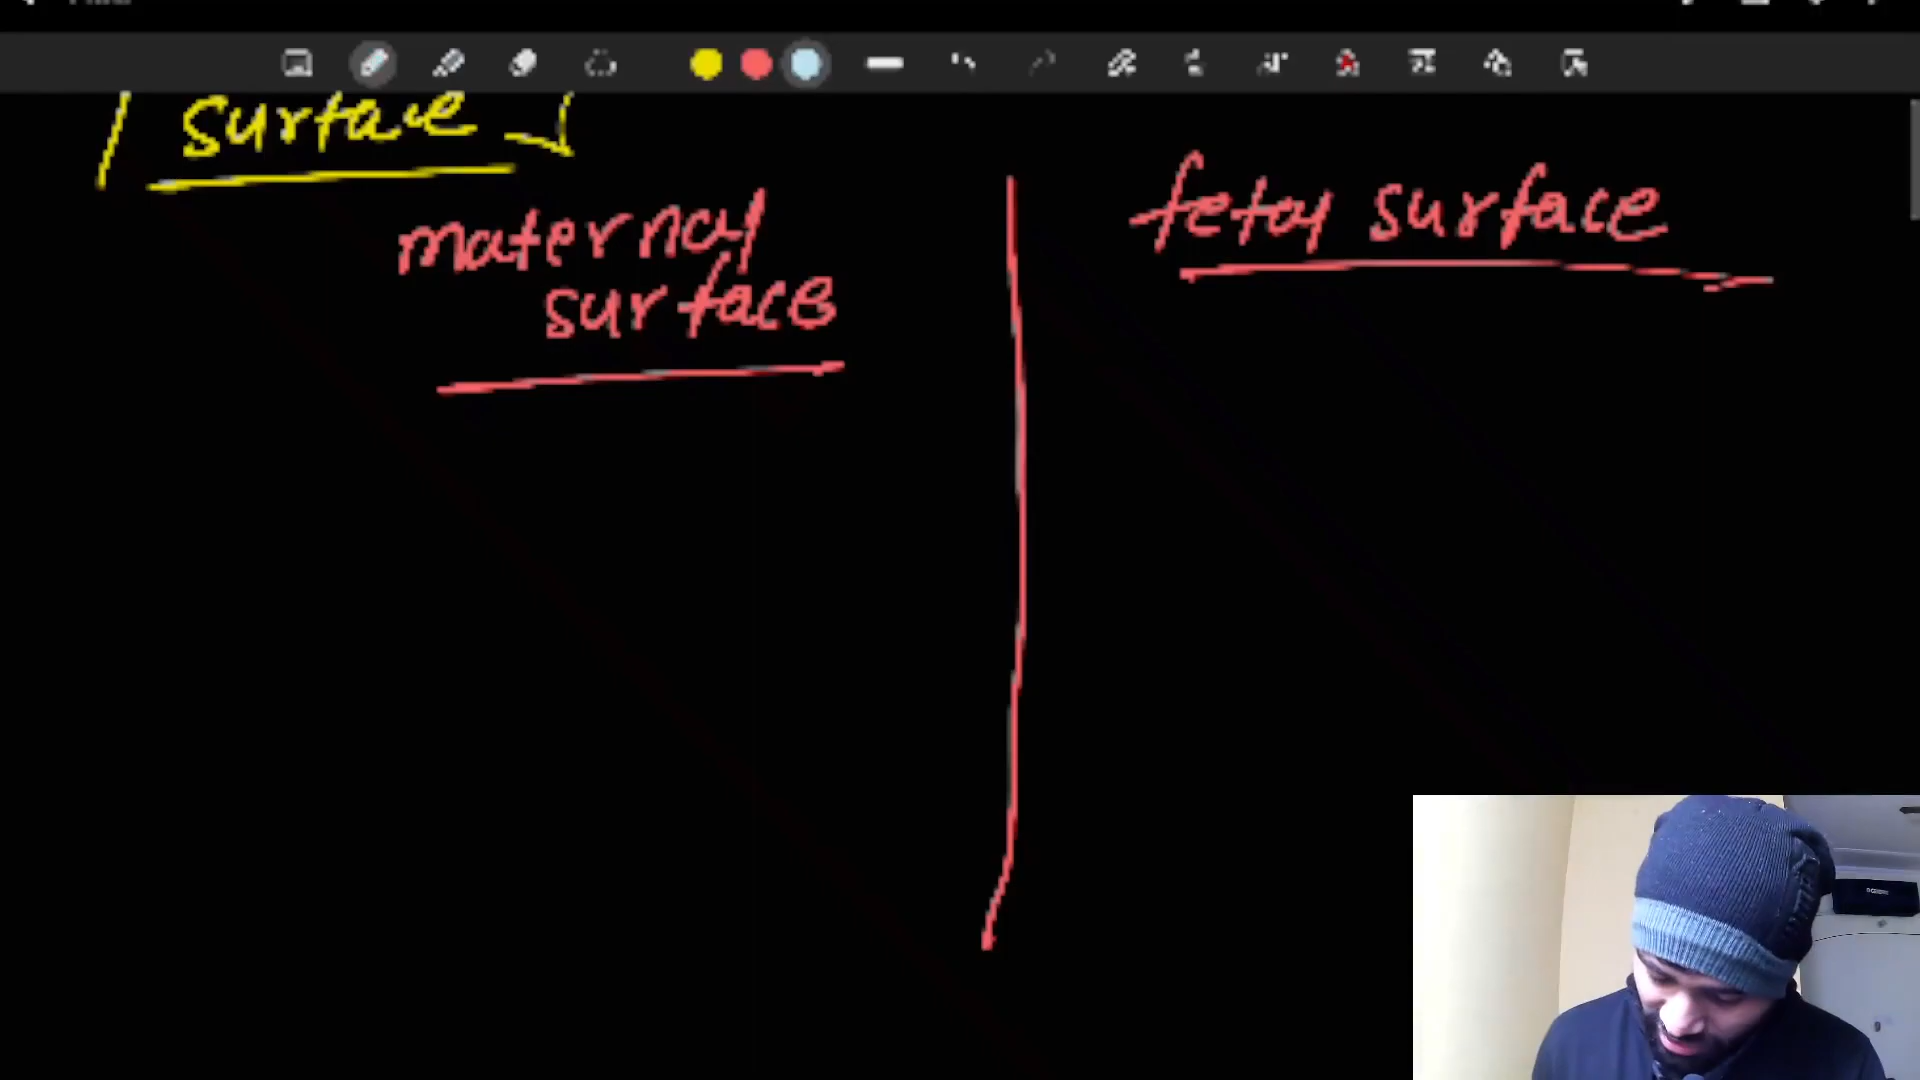 surface
maternal
surface
fetal surface